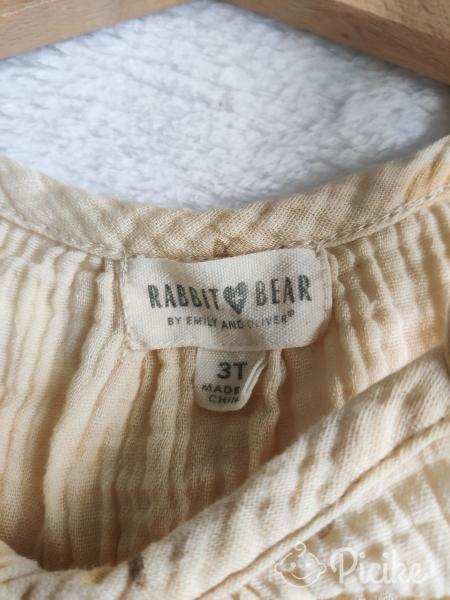 RABBIT BEAR
BY EMILY AND OLIVER®
3T
MADE
CHIN
Picike